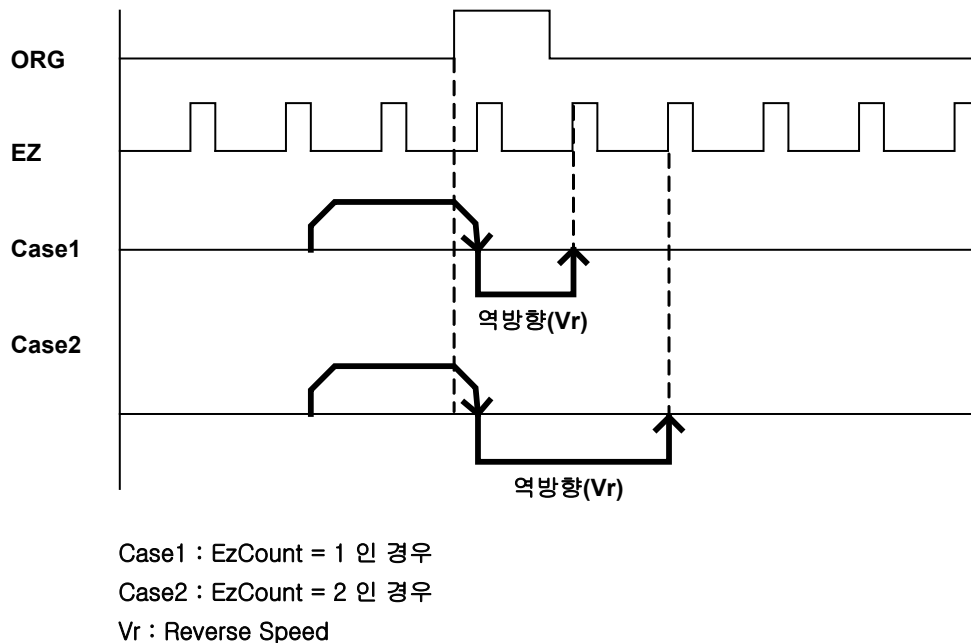 ORG
EZ
Case1
역방향(Vr)
Case2
역방향(Vr)
Case1 : EzCount = 1 인 경우
Case2 : EzCount = 2 인 경우
Vr : Reverse Speed